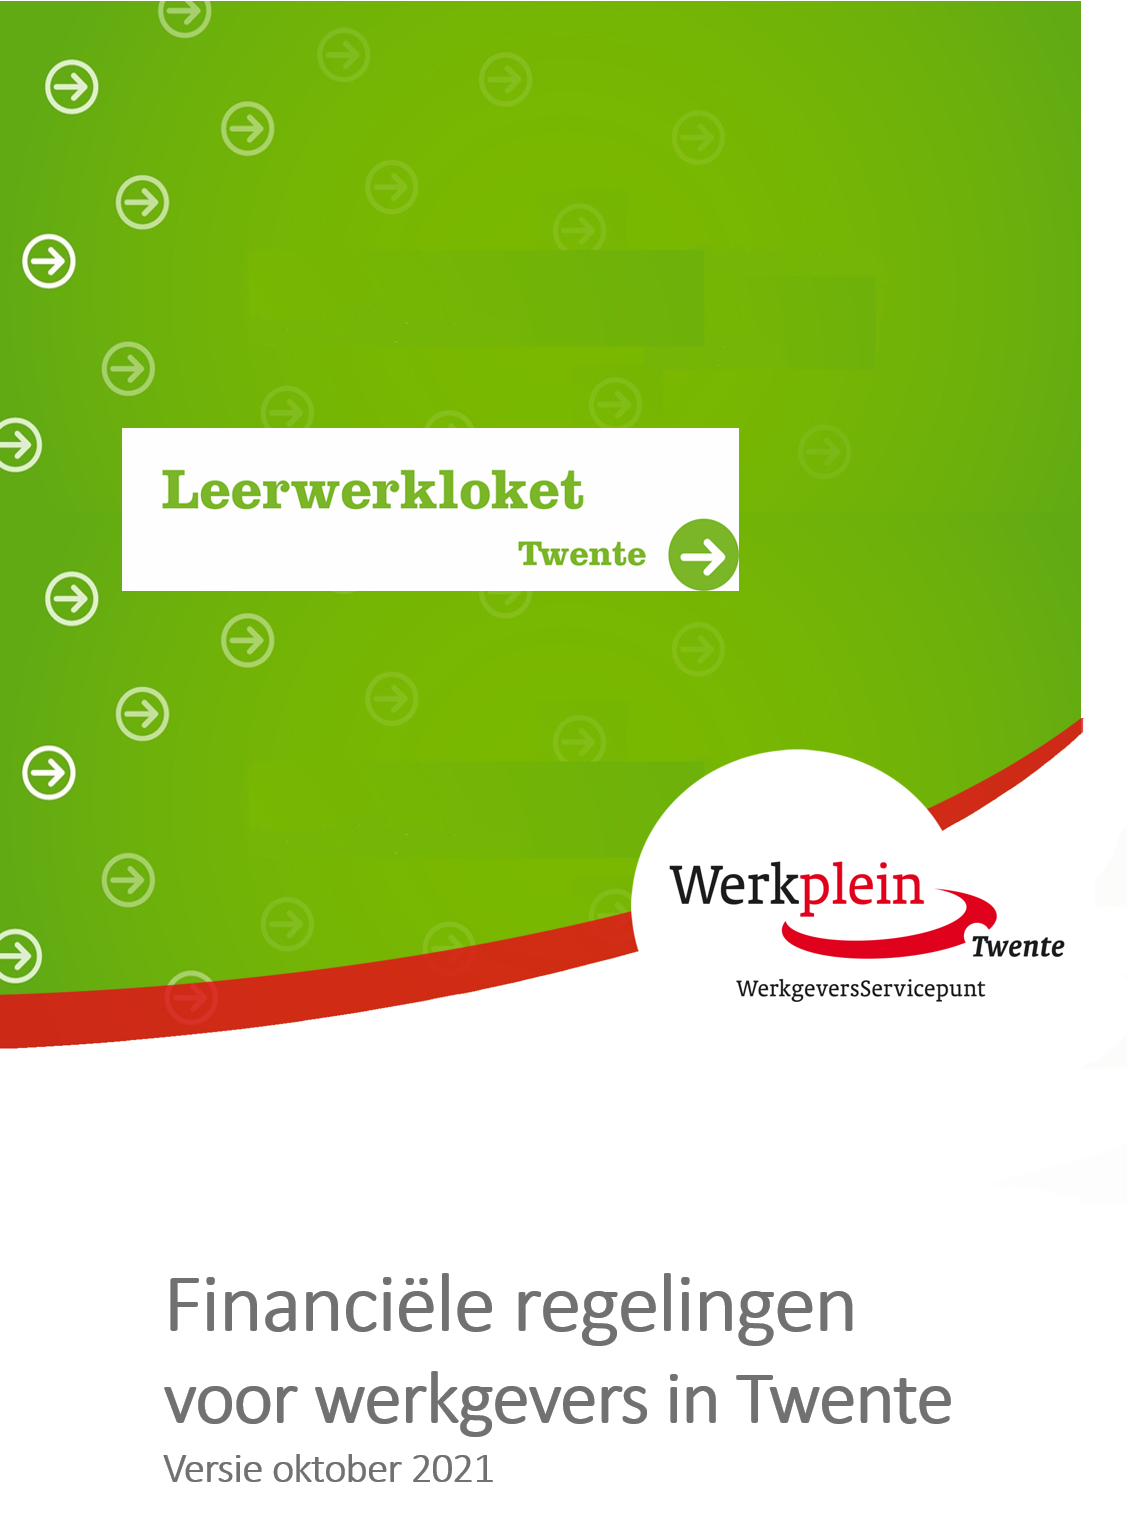 Leerwerkloket
Twente
Werkplein
Twente
WerkgeversServicepunt
Financiële regelingen
voor werkgevers in Twente
Versie oktober 2021